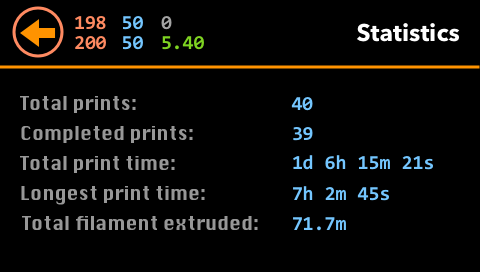 198 50 0
200 50 5.40
Statistics
Total prints: 40
Completed prints: 39
Total print time: 1d 6h 15m 21s
Longest print time: 7h 2m 45s
Total filament extruded: 71.7m